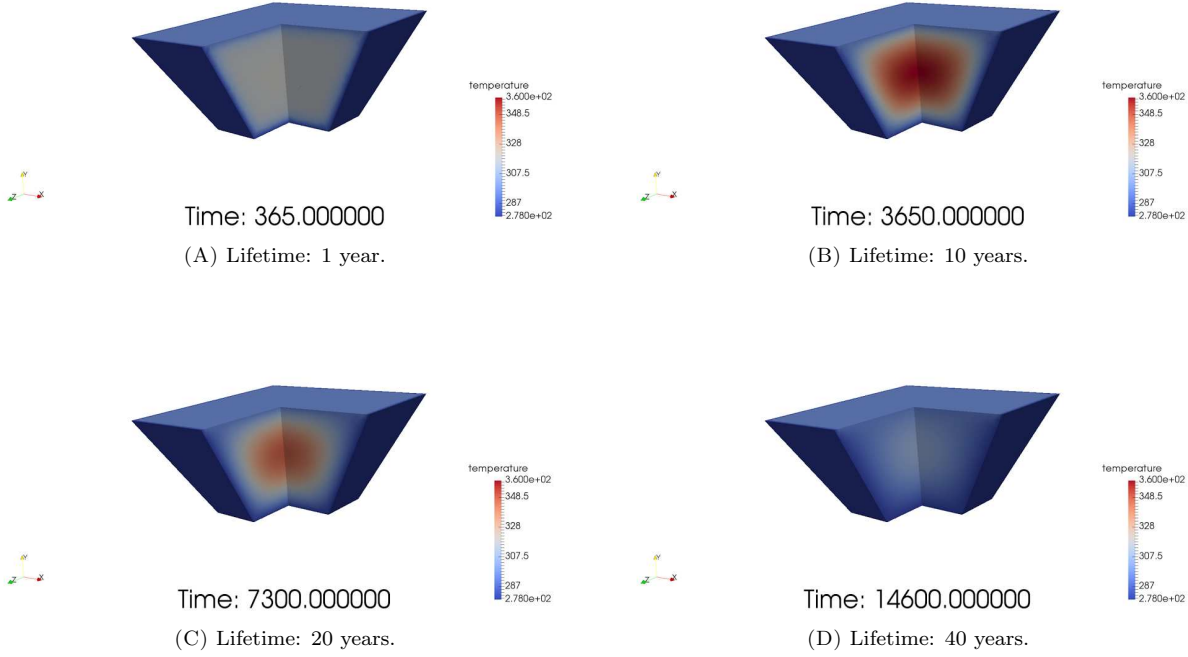 temperature
3.600e+02
348.5
328
307.5
287
2.780e+02
Y
Z
X
Time: 365.000000
(A) Lifetime: 1 year.
temperature
3.600e+02
348.5
328
307.5
287
2.780e+02
Y
Z
X
Time: 3650.000000
(B) Lifetime: 10 years.
temperature
3.600e+02
348.5
328
307.5
287
2.780e+02
Y
Z
X
Time: 7300.000000
(C) Lifetime: 20 years.
temperature
3.600e+02
348.5
328
307.5
287
2.780e+02
Y
Z
X
Time: 14600.000000
(D) Lifetime: 40 years.